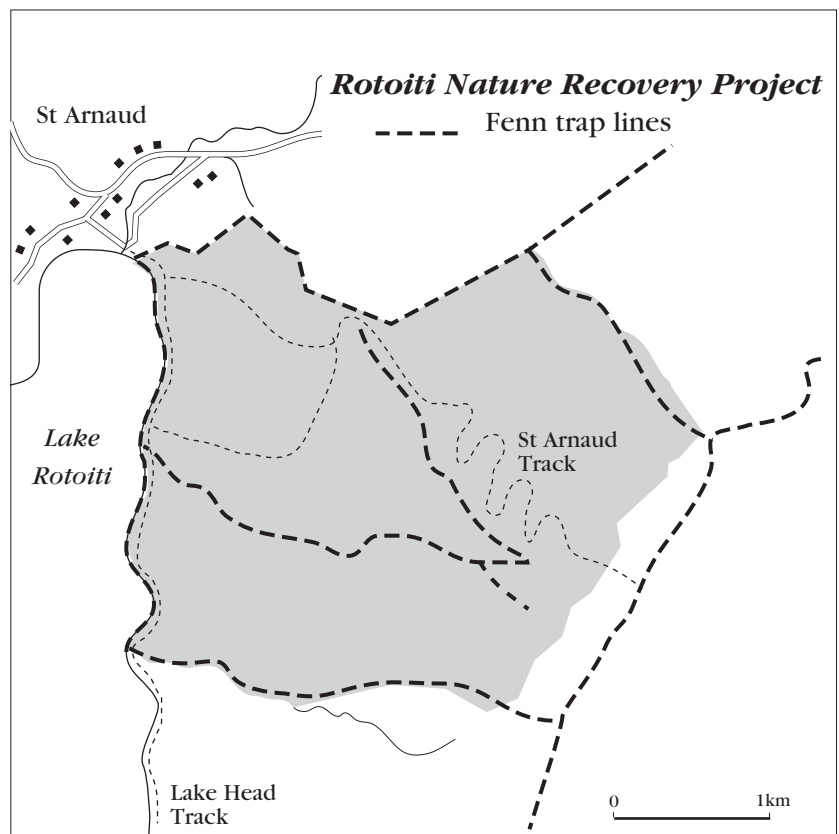 Rotoiti Nature Recovery Project
St Arnaud
Fenn trap lines
Lake
Rotoiti
St Arnaud
Track
Lake Head
Track
0 1km